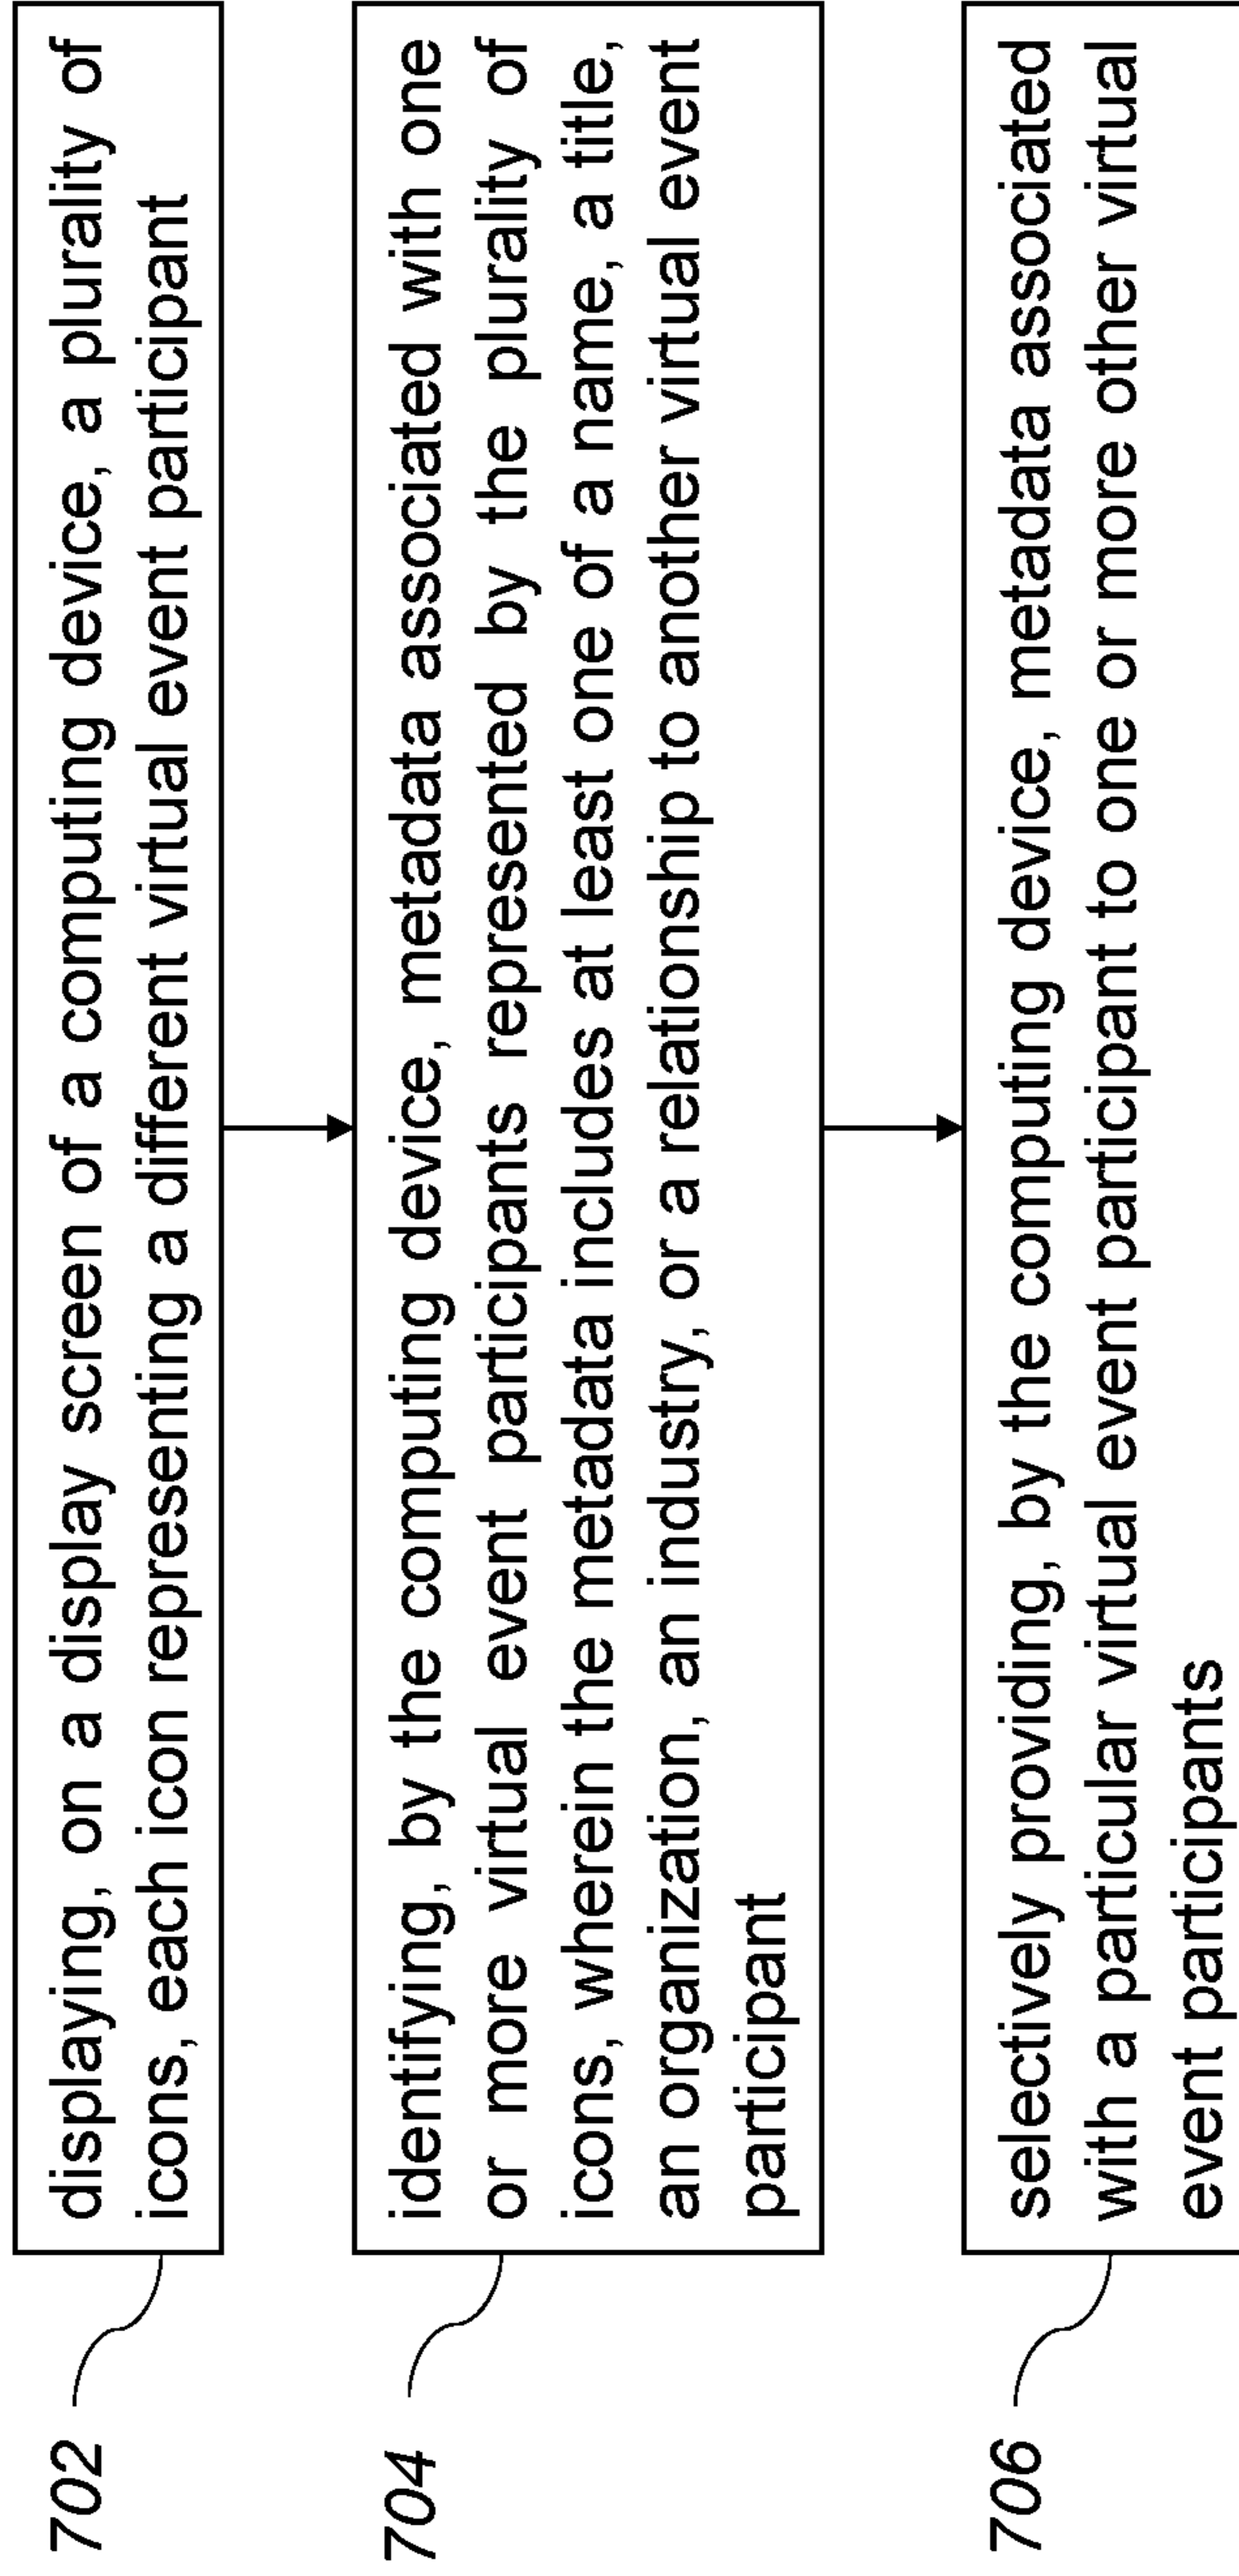 702
displaying, on a display screen of a computing device, a plurality of
icons, each icon representing a different virtual event participant
704
identifying, by the computing device, metadata associated with one
or more virtual event participants represented by the plurality of
icons, wherein the metadata includes at least one of a name, a title,
an organization, an industry, or a relationship to another virtual event
participant
706
selectively providing, by the computing device, metadata associated
with a particular virtual event participant to one or more other virtual
event participants